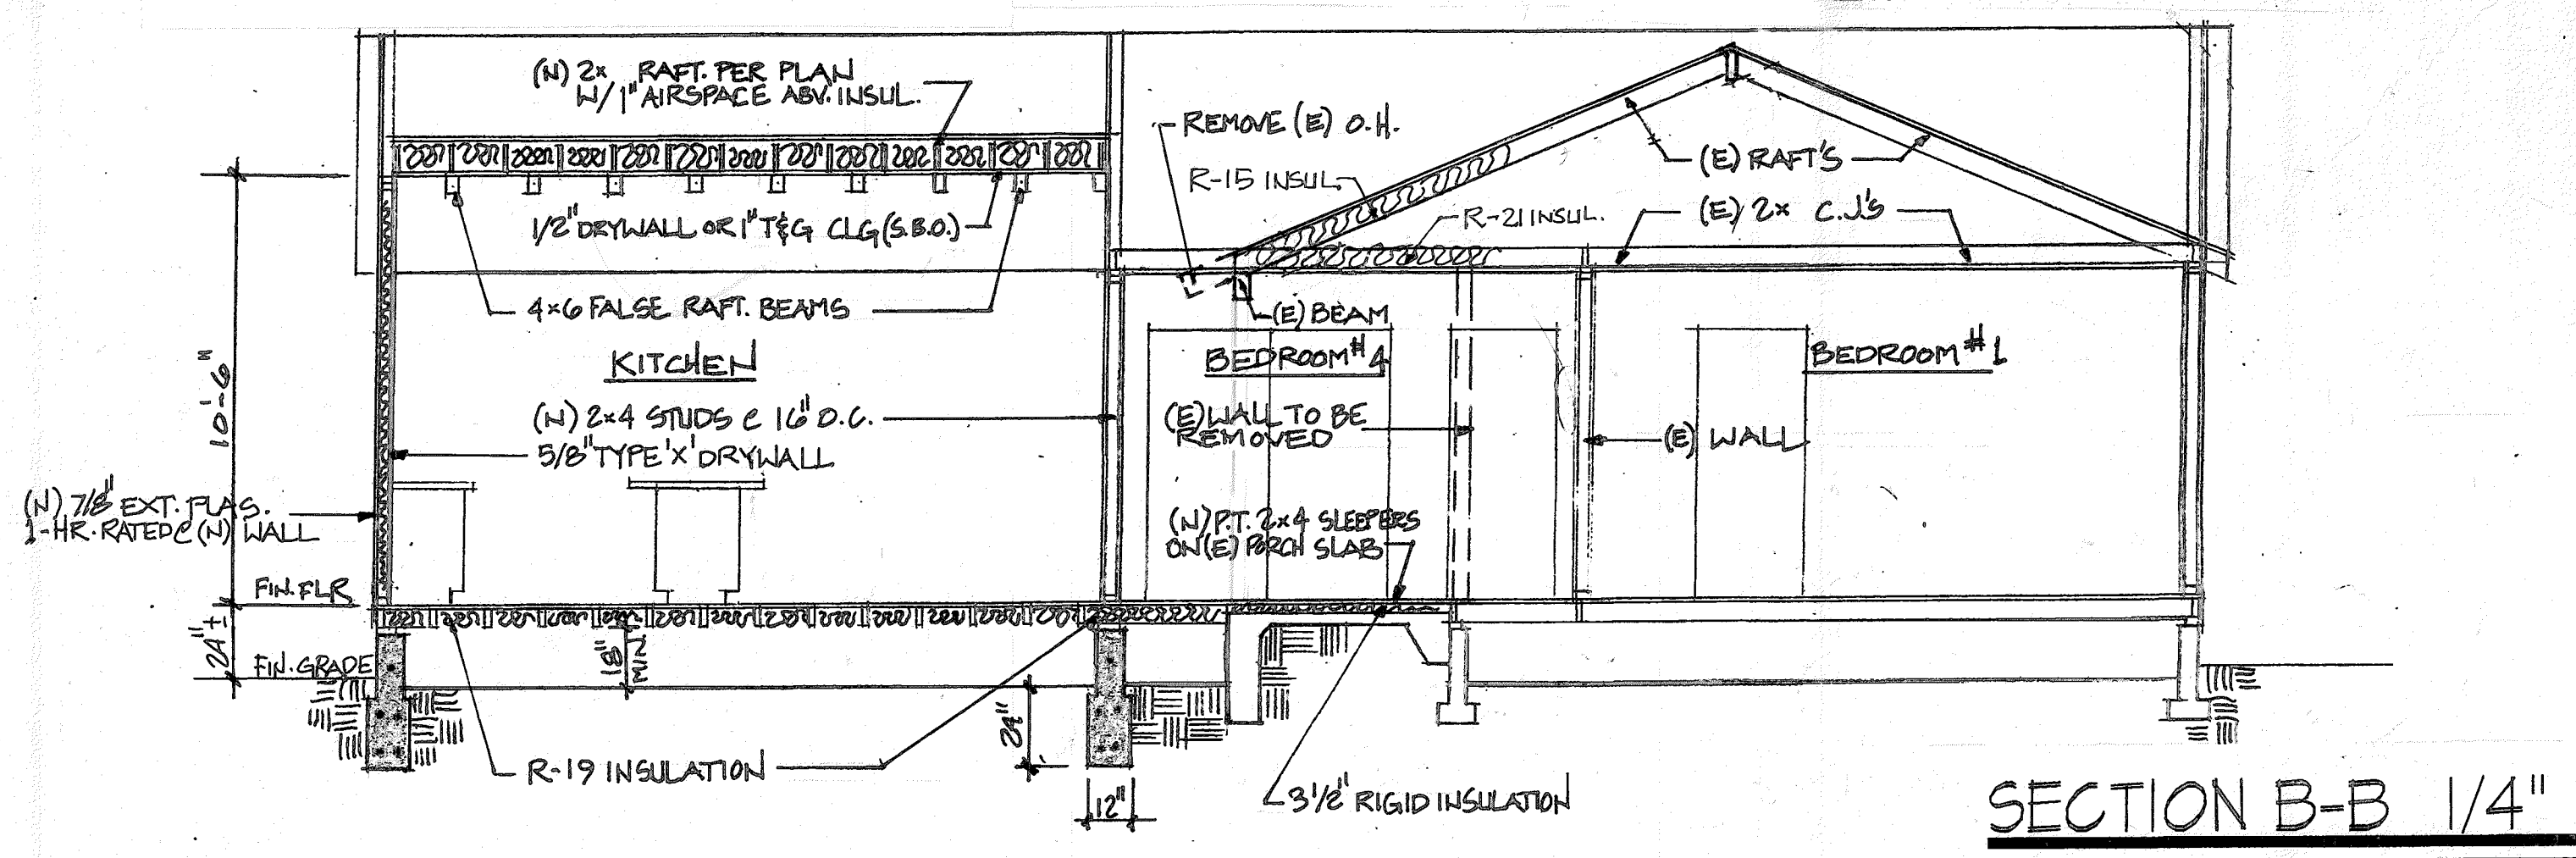 (N) 2x RAFT. PER PLAN
W/ 1" AIRSPACE ABV. INSUL.
REMOVE (E) O.H.
R-15 INSUL.
(E) RAFT'S
R-21 INSUL.
(E) 2x C.J.'S
1/2" DRYWALL OR 1" T&G CLG (S.B.O.)
4x6 FALSE RAFT. BEAMS
(E) BEAM
KITCHEN
BEDROOM #4
BEDROOM #1
10'-6"
(N) 2x4 STUDS @ 16" O.C.
5/8" TYPE 'X' DRYWALL
(E) WALL TO BE
REMOVED
(E) WALL
(N) 7/8" EXT. PLAS.
1-HR. RATED @ (N) WALL
(N) P.T. 2x4 SLEEPERS
ON (E) PORCH SLAB
FIN. FLR
24" ±
FIN. GRADE
18"
MIN
24"
R-19 INSULATION
12"
3 1/2" RIGID INSULATION
SECTION B-B 1/4"